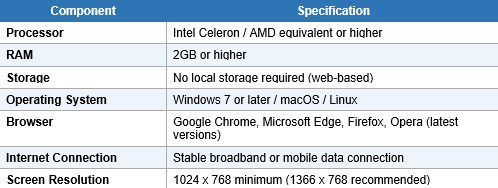 Component Specification
Processor Intel Celeron / AMD equivalent or higher
RAM 2GB or higher
Storage No local storage required (web-based)
Operating System Windows 7 or later / macOS / Linux
Browser Google Chrome, Microsoft Edge, Firefox, Opera (latest
versions)
Internet Connection Stable broadband or mobile data connection
Screen Resolution 1024 x 768 minimum (1366 x 768 recommended)